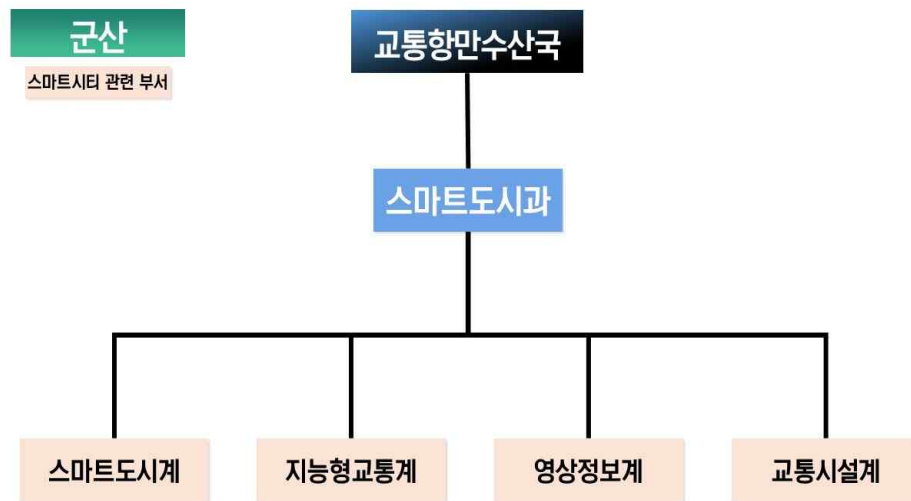 군산
스마트시티 관련 부서
교통항만수산국
스마트도시과
스마트도시계
지능형교통계
영상정보계
교통시설계